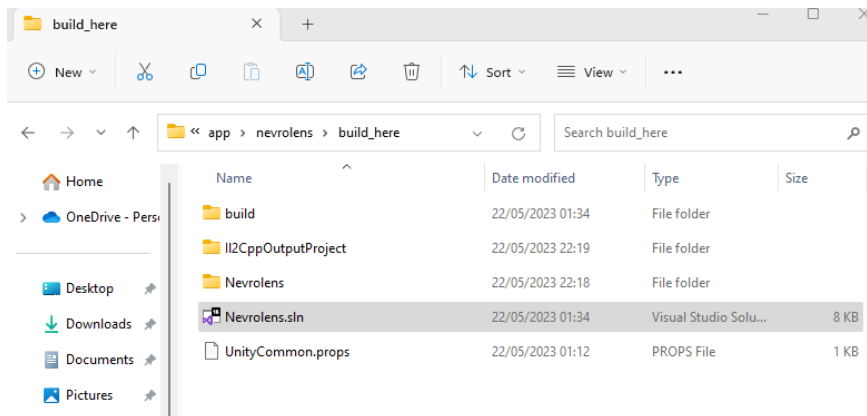 build_here
New
Sort
View
app > nevrolens > build_here
Search build_here
Home
OneDrive - Perso
Desktop
Downloads
Documents
Pictures
Name Date modified Type Size
build 22/05/2023 01:34 File folder
Il2CppOutputProject 22/05/2023 22:19 File folder
Nevrolens 22/05/2023 22:18 File folder
Nevrolens.sln 22/05/2023 01:34 Visual Studio Solu... 8 KB
UnityCommon.props 22/05/2023 01:12 PROPS File 1 KB